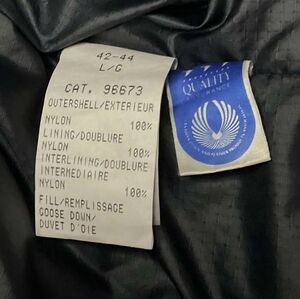 42-44
L/G
CAT. 96673
OUTERSHELL/EXTERIEUR
NYLON 100%
LINING/DOUBLURE
NYLON 100%
INTERLINING/DOUBLURE
INTERMEDIAIRE
NYLON 100%
FILL/REMPLISSAGE
GOOSE DOWN/
DUVET D'OIE
QUALITY